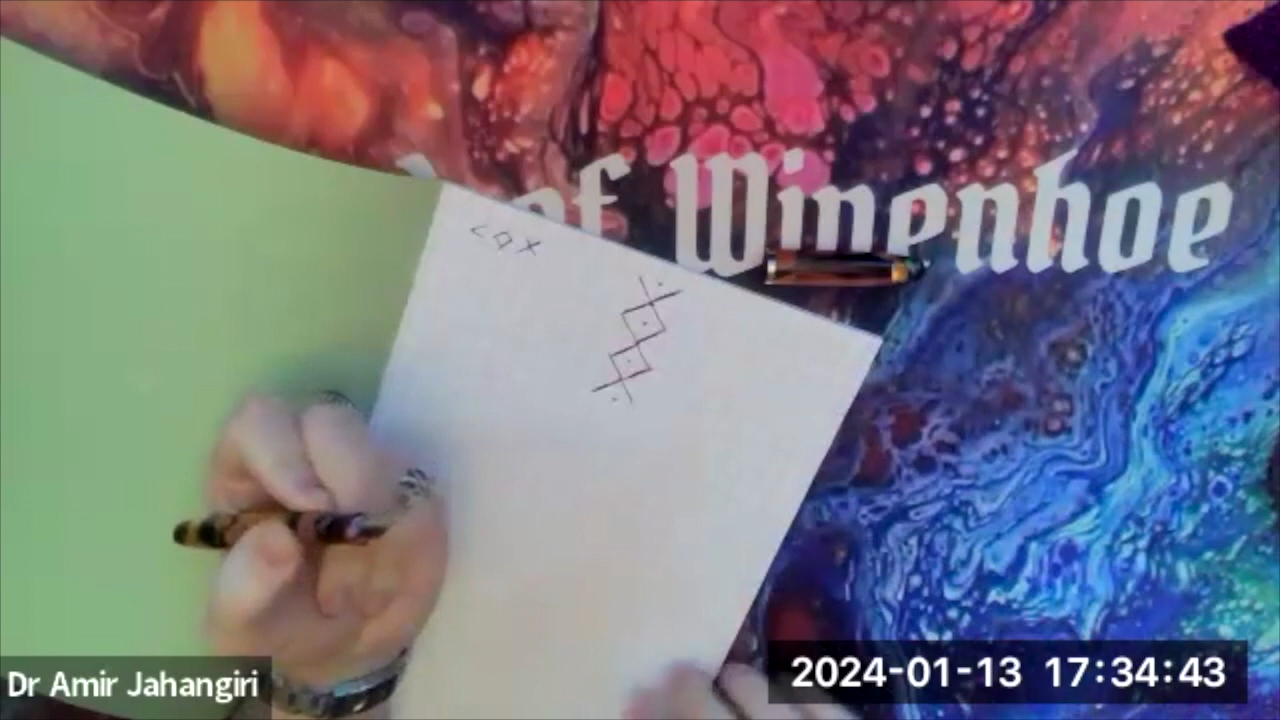 of Winenhoe
< ◇ X
Dr Amir Jahangiri
2024-01-13 17:34:43